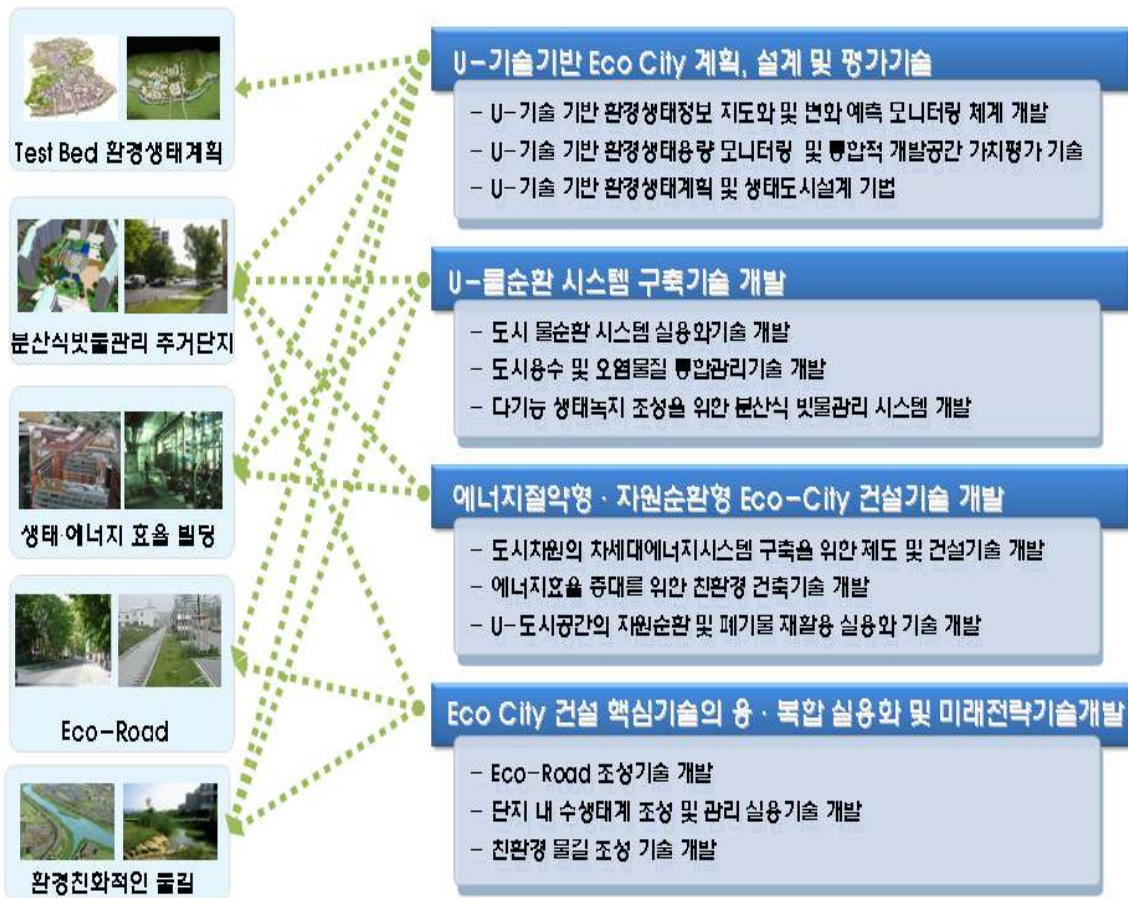 Test Bed 환경생태계획
분산식빗물관리 주거단지
생태·에너지 효율 빌딩
Eco-Road
환경친화적인 물길
U-기술기반 Eco City 계획, 설계 및 평가기술
- U-기술 기반 환경생태정보 지도화 및 변화 예측 모니터링 체계 개발
- U-기술 기반 환경생태용량 모니터링 및 통합적 개발공간 가치평가 기술
- U-기술 기반 환경생태계획 및 생태도시설계 기법
U-물순환 시스템 구축기술 개발
- 도시 물순환 시스템 실용화기술 개발
- 도시용수 및 오염물질 통합관리기술 개발
- 다기능 생태녹지 조성을 위한 분산식 빗물관리 시스템 개발
에너지절약형·자원순환형 Eco-City 건설기술 개발
- 도시차원의 차세대에너지시스템 구축을 위한 제도 및 건설기술 개발
- 에너지효율 증대를 위한 친환경 건축기술 개발
- U-도시공간의 자원순환 및 폐기물 재활용 실용화 기술 개발
Eco City 건설 핵심기술의 융·복합 실용화 및 미래전략기술개발
- Eco-Road 조성기술 개발
- 단지 내 수생태계 조성 및 관리 실용기술 개발
- 친환경 물길 조성 기술 개발